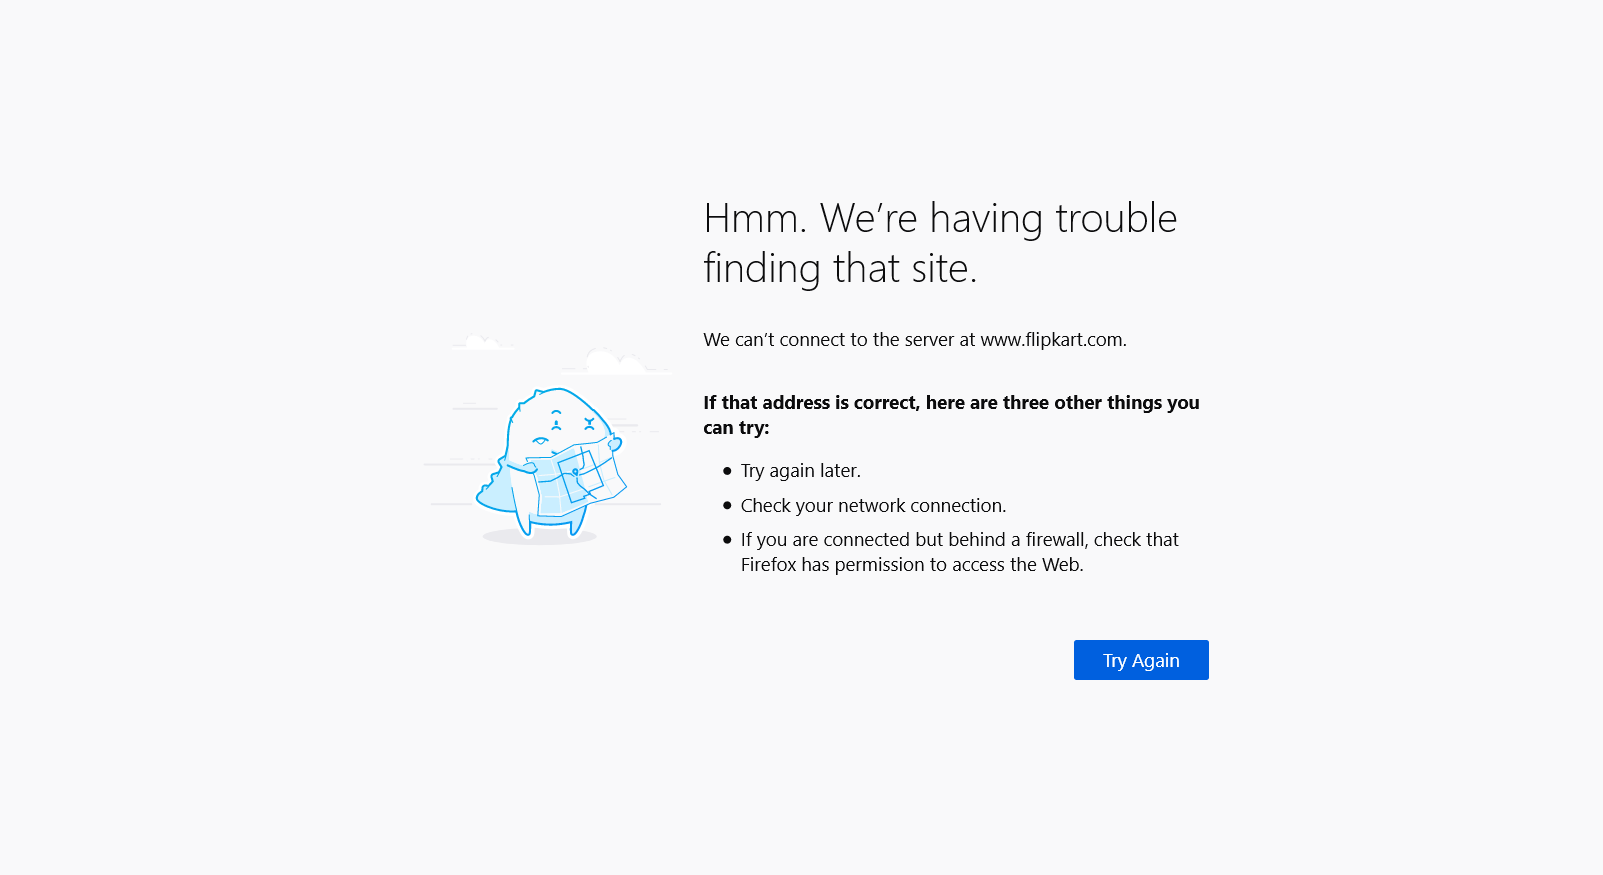 Hmm. We’re having trouble
finding that site.
We can’t connect to the server at www.flipkart.com.
If that address is correct, here are three other things you
can try:
Try again later.
Check your network connection.
If you are connected but behind a firewall, check that
Firefox has permission to access the Web.
Try Again